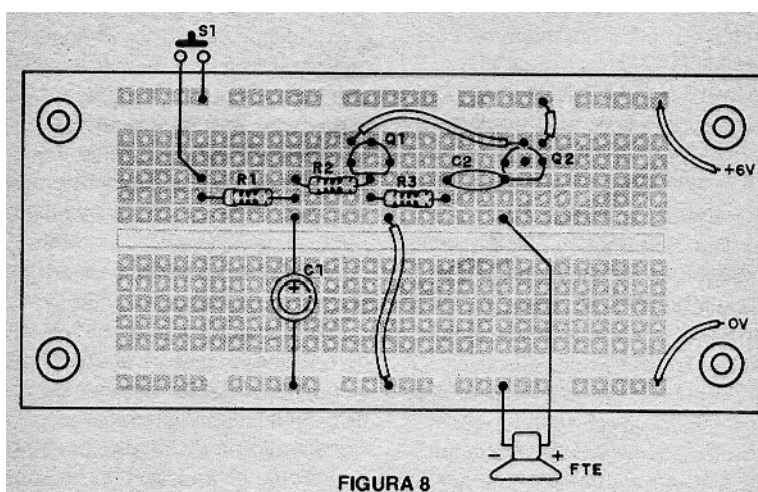 S1
Q1
R1
R2
R3
C2
Q2
+6V
C1
+
0V
-
+
FTE
FIGURA 8